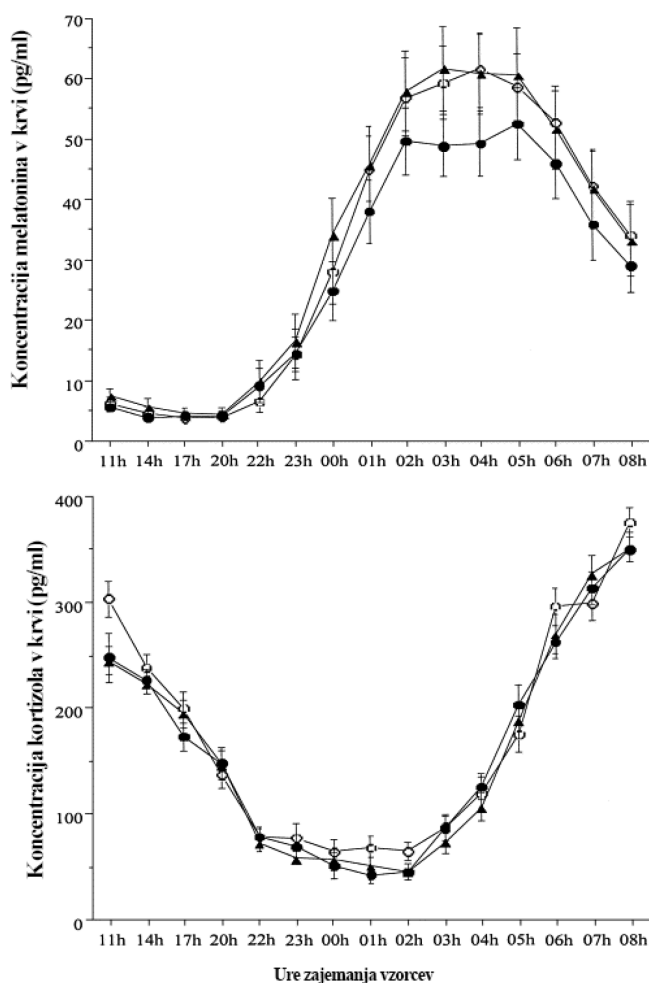 Koncentracija melatonina v krvi (pg/ml)
70
60
50
40
30
20
10
0
11h 14h 17h 20h 22h 23h 00h 01h 02h 03h 04h 05h 06h 07h 08h
Koncentracija kortizola v krvi (pg/ml)
400
300
200
100
0
11h 14h 17h 20h 22h 23h 00h 01h 02h 03h 04h 05h 06h 07h 08h
Ure zajemanja vzorcev